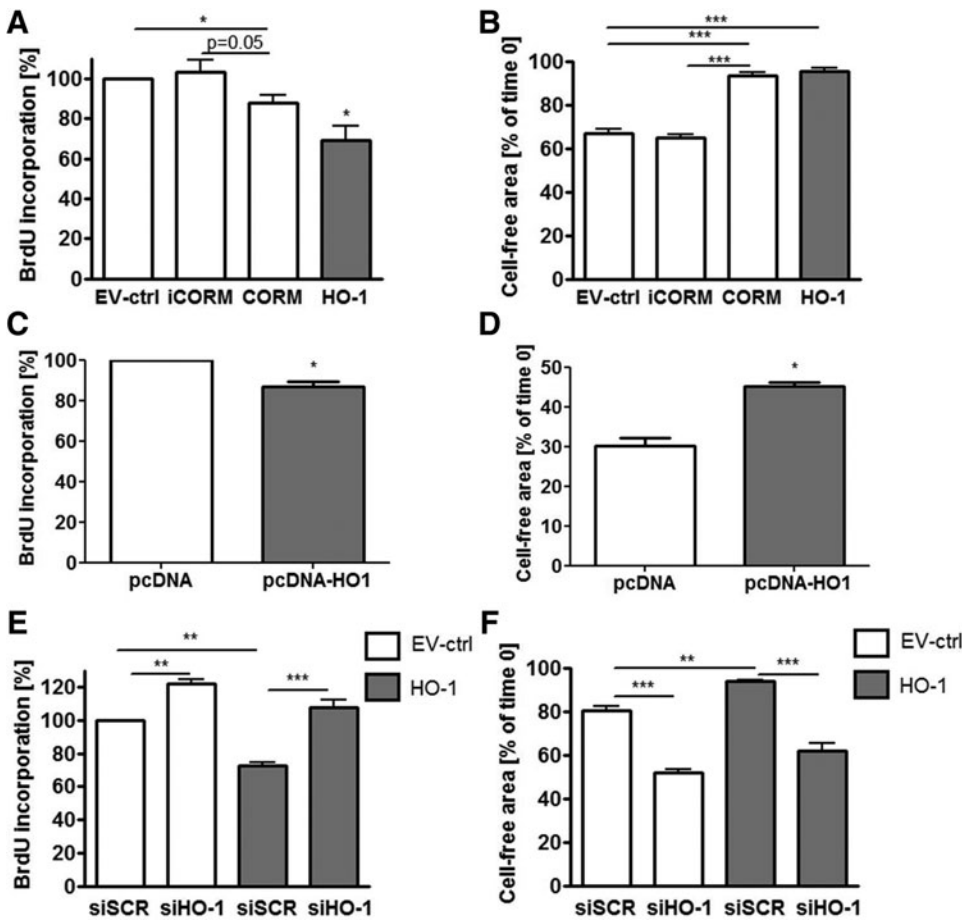 A
BrdU incorporation [%]
100
80
60
40
20
0
*
p=0.05
*
EV-ctrl iCORM CORM HO-1
B
Cell-free area [% of time 0]
100
80
60
40
20
0
***
***
***
EV-ctrl iCORM CORM HO-1
C
BrdU incorporation [%]
100
80
60
40
20
0
*
pcDNA pcDNA-HO1
D
Cell-free area [% of time 0]
50
40
30
20
10
0
*
pcDNA pcDNA-HO1
E
BrdU incorporation [%]
120
100
80
60
40
20
0
**
**
***
EV-ctrl
HO-1
siSCR siHO-1 siSCR siHO-1
F
Cell-free area [% of time 0]
100
80
60
40
20
0
**
***
***
EV-ctrl
HO-1
siSCR siHO-1 siSCR siHO-1